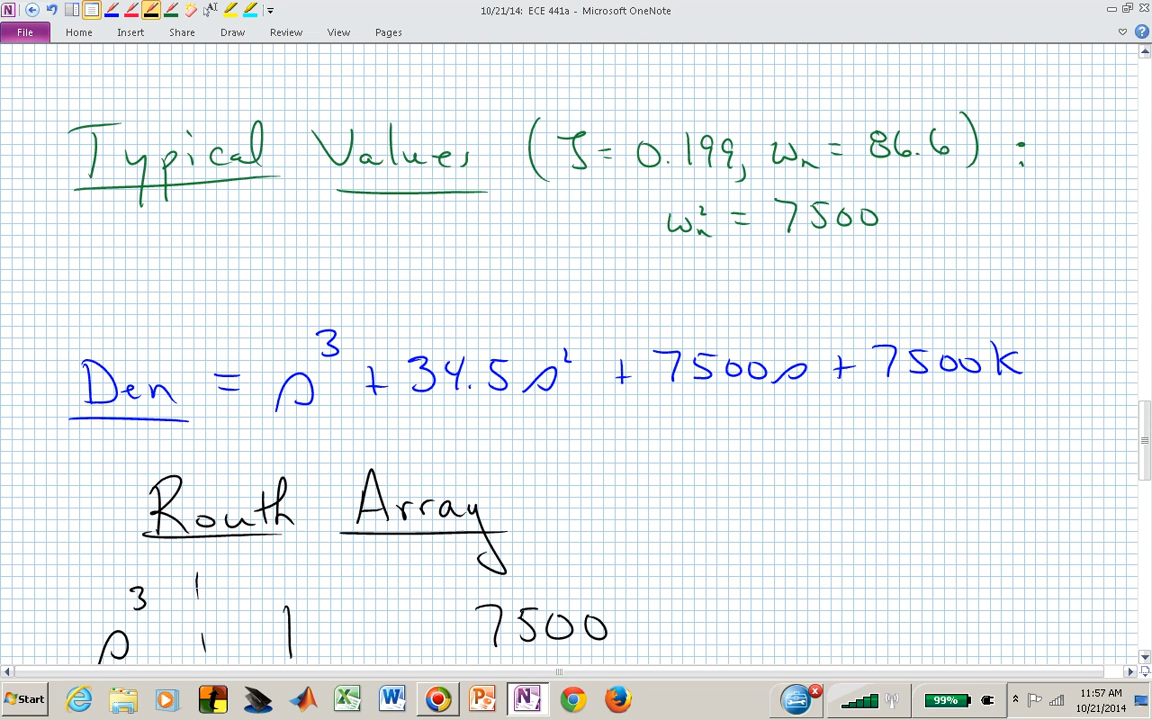 10/21/14: ECE 441a - Microsoft OneNote
File Home Insert Share Draw Review View Pages
Typical Values (ζ = 0.199, ωₙ = 86.6) :
ωₙ² = 7500
Den = s³ + 34.5s² + 7500s + 7500K
Routh Array
s³ | 1 7500
Start 99% 11:57 AM
10/21/2014